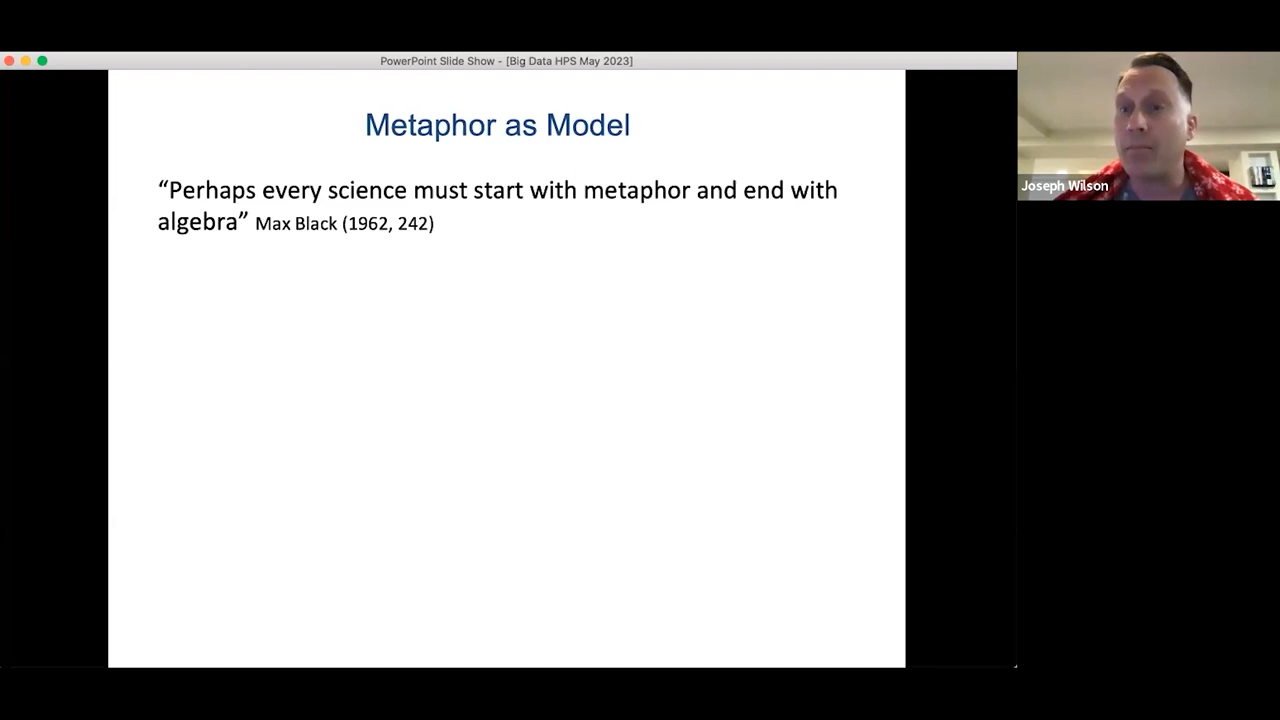 PowerPoint Slide Show - [Big Data HPS May 2023]
Metaphor as Model
“Perhaps every science must start with metaphor and end with
algebra” Max Black (1962, 242)
Joseph Wilson